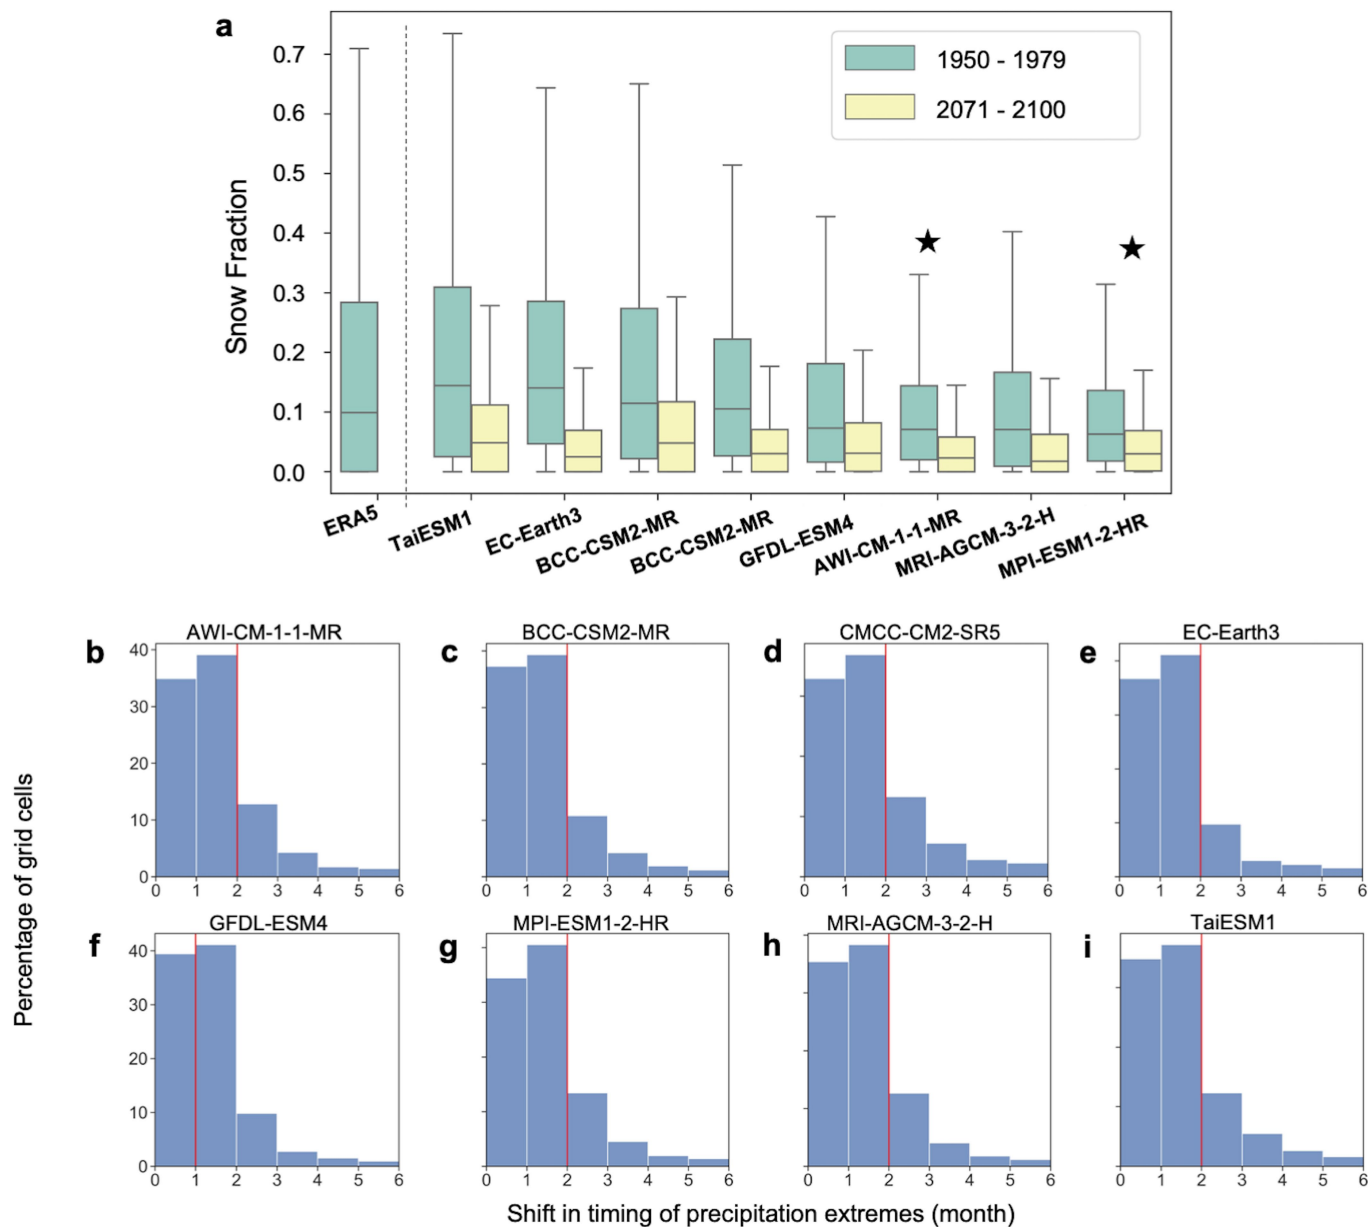 a
1950 - 1979
2071 - 2100
Snow Fraction
0.7
0.6
0.5
0.4
0.3
0.2
0.1
0.0
ERA5
TaiESM1
EC-Earth3
BCC-CSM2-MR
BCC-CSM2-MR
GFDL-ESM4
AWI-CM-1-1-MR
MRI-AGCM-3-2-H
MPI-ESM1-2-HR
Percentage of grid cells
b
AWI-CM-1-1-MR
40
30
20
10
0
0 1 2 3 4 5 6
c
BCC-CSM2-MR
0 1 2 3 4 5 6
d
CMCC-CM2-SR5
0 1 2 3 4 5 6
e
EC-Earth3
0 1 2 3 4 5 6
f
GFDL-ESM4
40
30
20
10
0
0 1 2 3 4 5 6
g
MPI-ESM1-2-HR
0 1 2 3 4 5 6
h
MRI-AGCM-3-2-H
0 1 2 3 4 5 6
i
TaiESM1
0 1 2 3 4 5 6
Shift in timing of precipitation extremes (month)